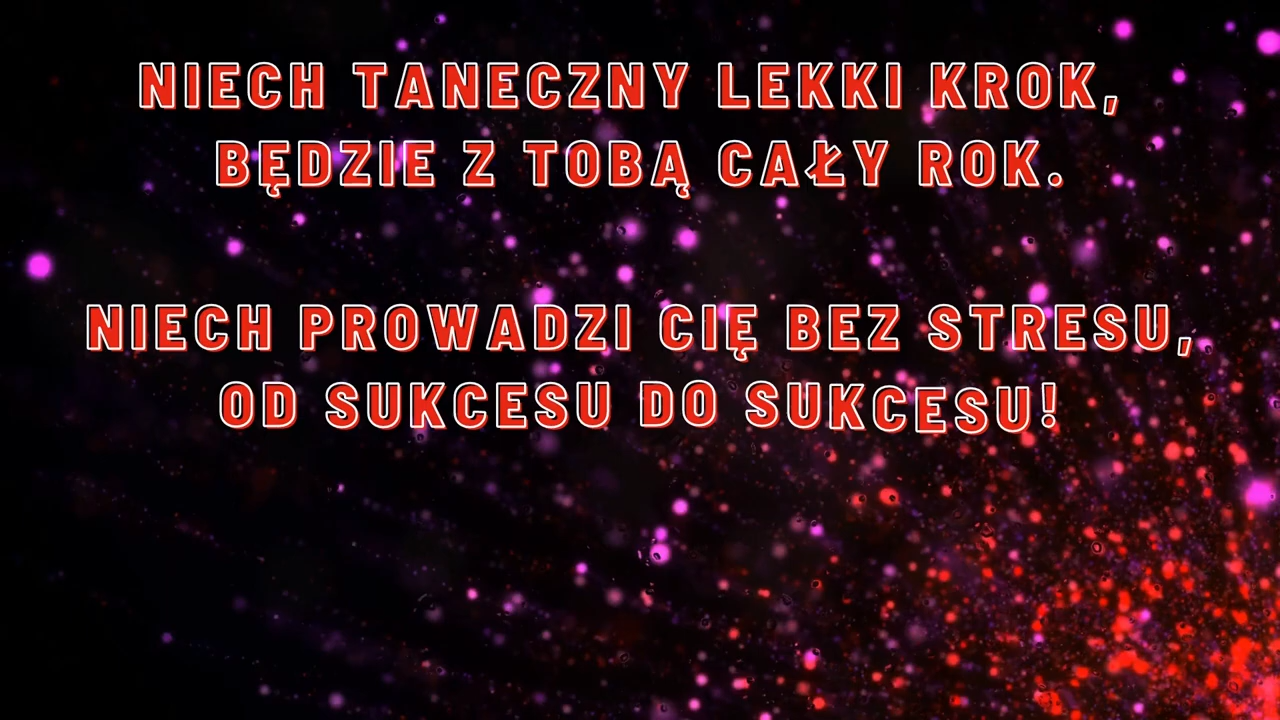 NIECH TANECZNY LEKKI KROK,
BĘDZIE Z TOBĄ CAŁY ROK.
NIECH PROWADZI CIĘ BEZ STRESU,
OD SUKCESU DO SUKCESU!